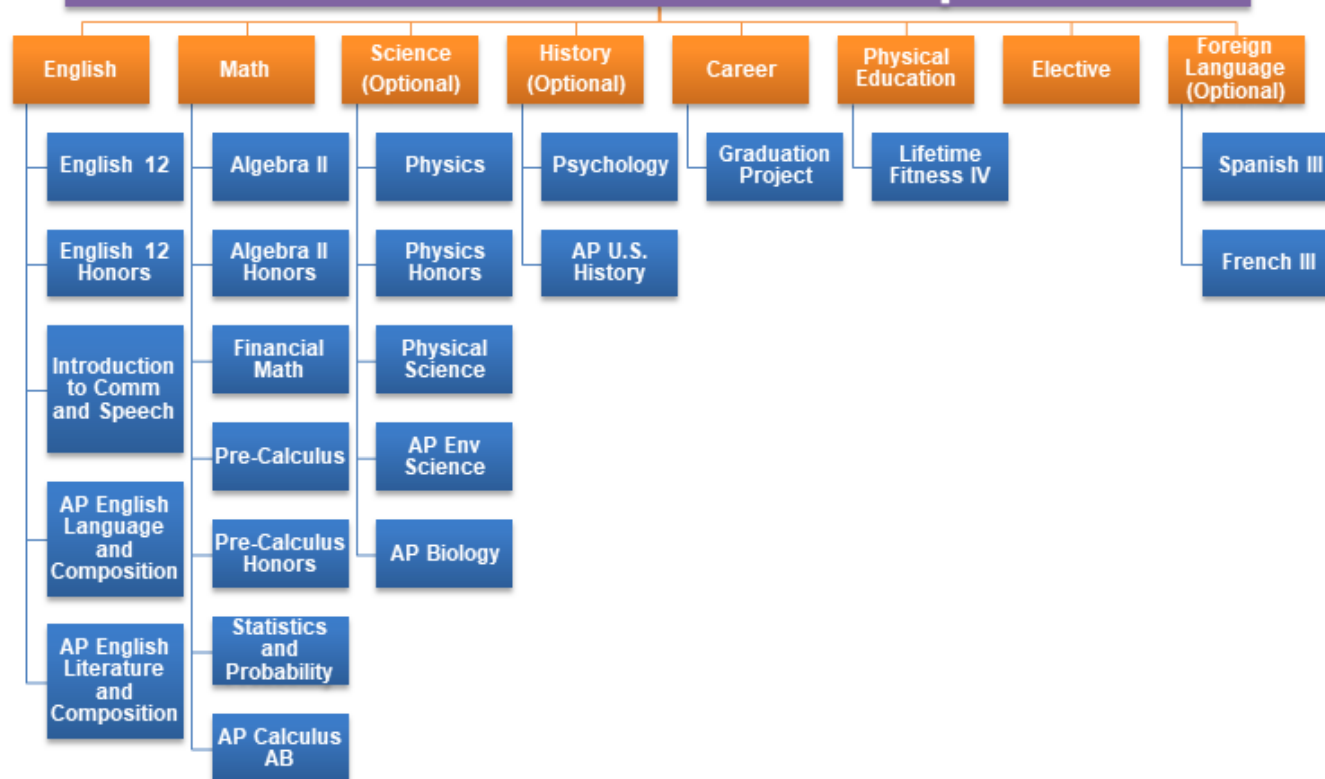 English
Math
Science
(Optional)
History
(Optional)
Career
Physical
Education
Elective
Foreign
Language
(Optional)
English 12
English 12
Honors
Introduction
to Comm
and Speech
AP English
Language
and
Composition
AP English
Literature
and
Composition
Algebra II
Algebra II
Honors
Financial
Math
Pre-Calculus
Pre-Calculus
Honors
Statistics
and
Probability
AP Calculus
AB
Physics
Physics
Honors
Physical
Science
AP Env
Science
AP Biology
Psychology
AP U.S.
History
Graduation
Project
Lifetime
Fitness IV
Spanish III
French III